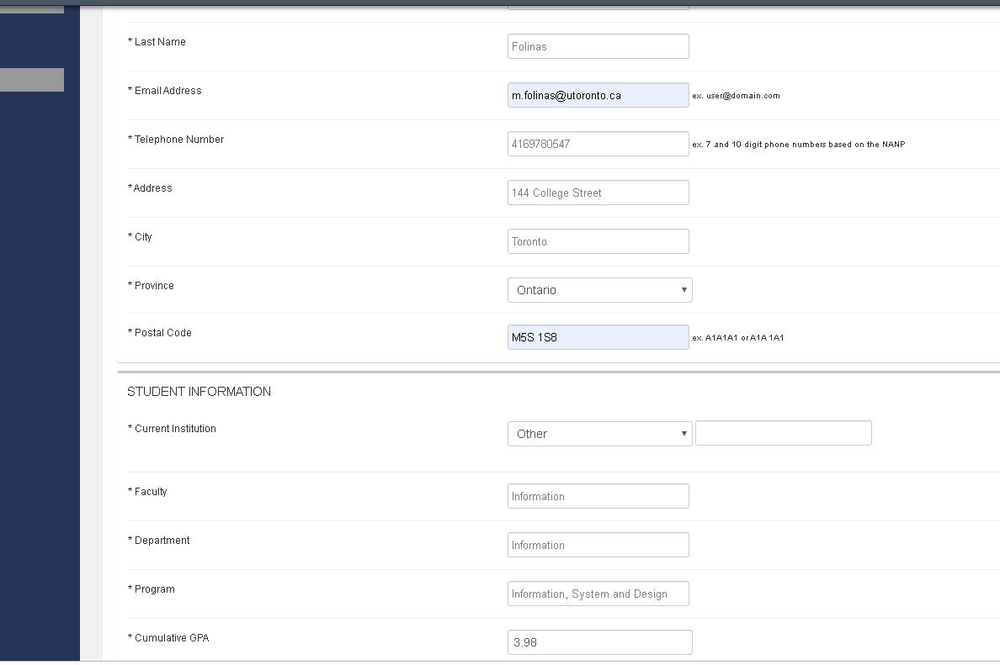 * Last Name
Folinas
* Email Address
m.folinas@utoronto.ca
ex. user@domain.com
* Telephone Number
4169780547
ex. 7 and 10 digit phone numbers based on the NANP
* Address
144 College Street
* City
Toronto
* Province
Ontario
* Postal Code
M5S 1S8
ex. A1A1A1 or A1A 1A1
STUDENT INFORMATION
* Current Institution
Other
* Faculty
Information
* Department
Information
* Program
Information, System and Design
* Cumulative GPA
3.98